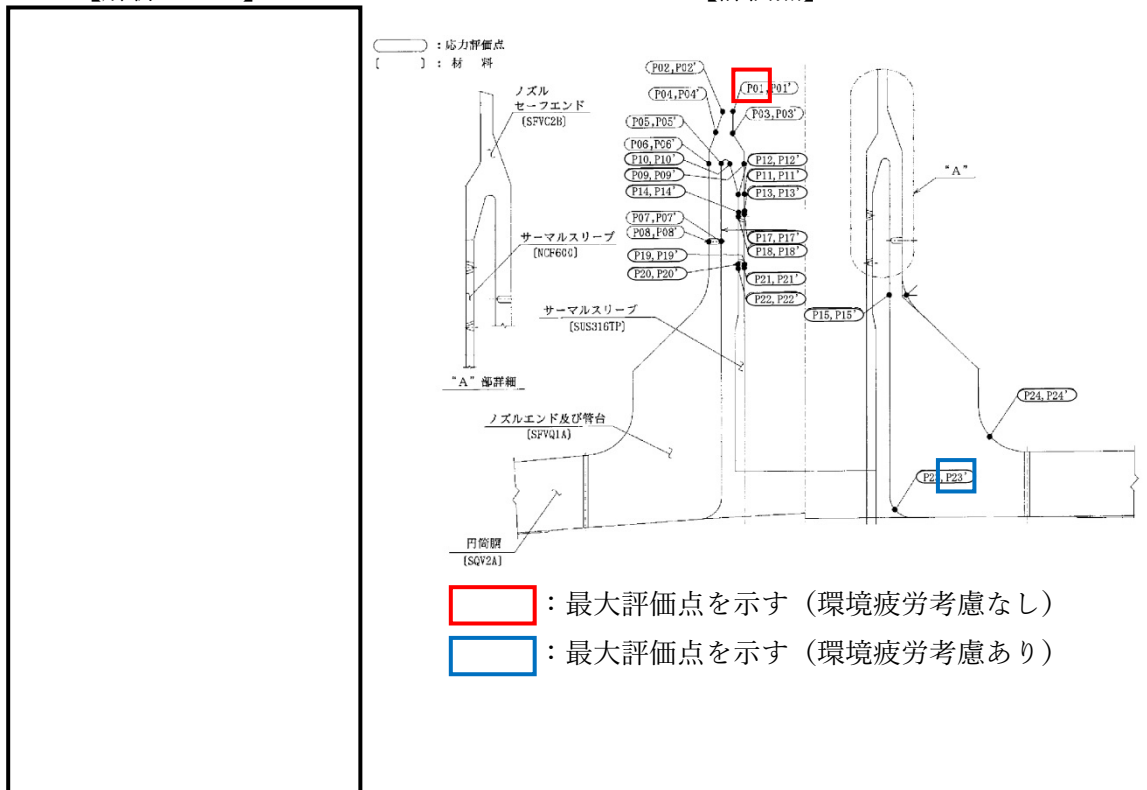 ：応力評価点
[　　]：材　料
ノズル
セーフエンド
[SFVC2B]
サーマルスリーブ
[NCF600]
"A" 部詳細
P02,P02'
P01,P01'
P04,P04'
P03,P03'
P05,P05'
P06,P06'
P10,P10'
P12,P12'
P09,P09'
P11,P11'
P14,P14'
P13,P13'
P07,P07'
P08,P08'
P17,P17'
P18,P18'
P19,P19'
P20,P20'
P21,P21'
P22,P22'
"A"
サーマルスリーブ
[SUS316TP]
P15,P15'
P24,P24'
ノズルエンド及び管台
[SFVQ1A]
P23,P23'
円筒胴
[SQV2A]
：最大評価点を示す（環境疲労考慮なし）
：最大評価点を示す（環境疲労考慮あり）